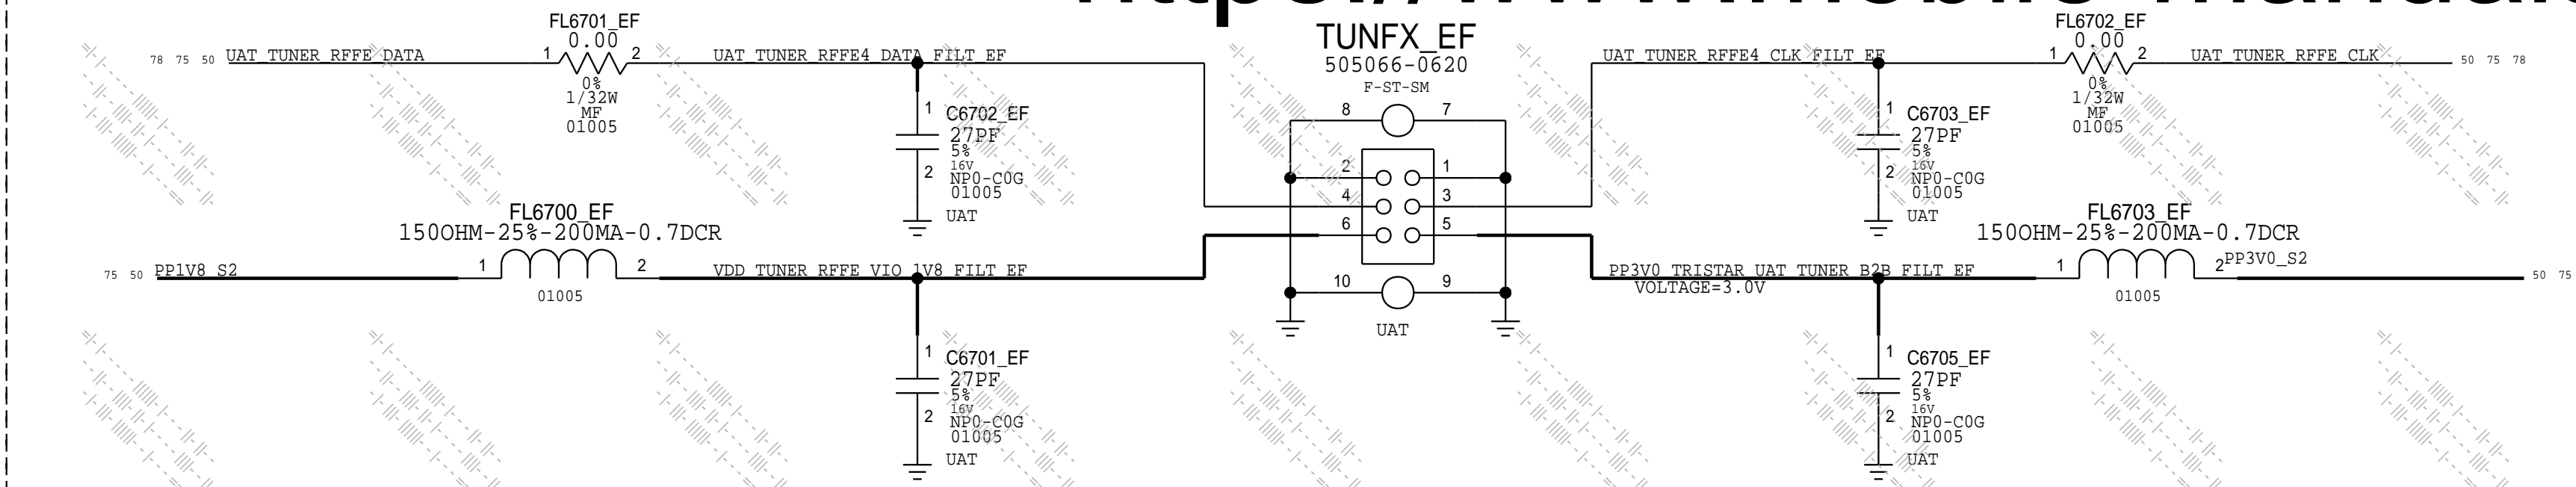 FL6701_EF
0.00
78 75 50 UAT_TUNER_RFFE_DATA 1 2 UAT_TUNER_RFFE4_DATA_FILT_EF
0%
1/32W
MF
01005
1 C6702_EF
27PF
5%
16V
2 NP0-C0G
01005
UAT
FL6700_EF
150OHM-25%-200MA-0.7DCR
75 50 PP1V8_S2 1 2 VDD_TUNER_RFFE_VIO_1V8_FILT_EF
01005
1 C6701_EF
27PF
5%
16V
2 NP0-C0G
01005
UAT
TUNFX_EF
505066-0620
F-ST-SM
8 7
2 1
4 3
6 5
10 9
UAT
FL6702_EF
0.00
UAT_TUNER_RFFE4_CLK_FILT_EF 1 2 UAT_TUNER_RFFE_CLK 50 75 78
0%
1/32W
MF
01005
1 C6703_EF
27PF
5%
16V
2 NP0-C0G
01005
UAT
FL6703_EF
150OHM-25%-200MA-0.7DCR
PP3V0_TRISTAR_UAT_TUNER_B2B_FILT_EF 1 2 PP3V0_S2 50 75
VOLTAGE=3.0V
01005
1 C6705_EF
27PF
5%
16V
2 NP0-C0G
01005
UAT